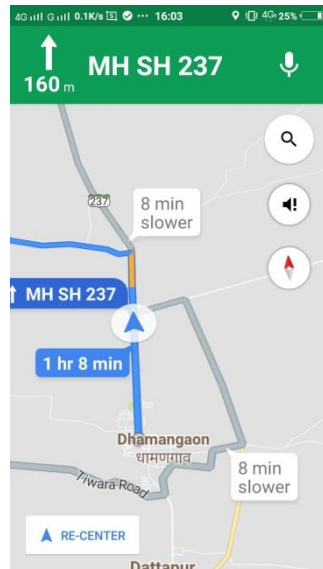 4G G 0.1K/s ··· 16:03 4G 25%
160 m MH SH 237
237
8 min
slower
MH SH 237
1 hr 8 min
Dhamangaon
धामणगाव
8 min
slower
Tiwara Road
RE-CENTER
Dattapur